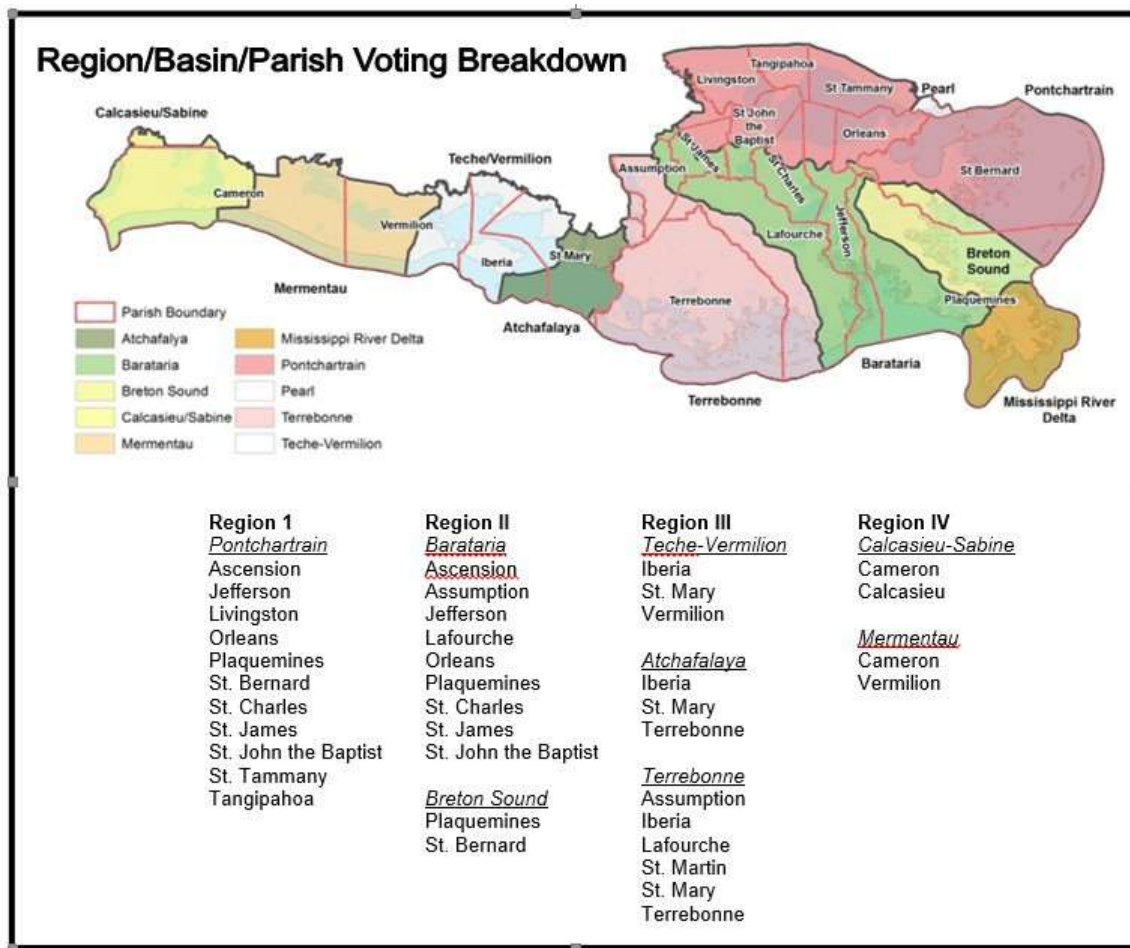 Region/Basin/Parish Voting Breakdown
Calcasieu/Sabine
Cameron
Mermentau
Vermilion
Teche/Vermilion
Iberia
St Mary
Atchafalaya
Assumption
Terrebonne
Terrebonne
Livingston
Tangipahoa
St Tammany
Pearl
Pontchartrain
St John
the
Baptist
Orleans
St Bernard
St James
St Charles
Jefferson
Lafourche
Breton
Sound
Plaquemines
Barataria
Mississippi River
Delta
Parish Boundary
Atchafalya
Barataria
Breton Sound
Calcasieu/Sabine
Mermentau
Mississippi River Delta
Pontchartrain
Pearl
Terrebonne
Teche-Vermilion
Region 1
Pontchartrain
Ascension
Jefferson
Livingston
Orleans
Plaquemines
St. Bernard
St. Charles
St. James
St. John the Baptist
St. Tammany
Tangipahoa
Region II
Barataria
Ascension
Assumption
Jefferson
Lafourche
Orleans
Plaquemines
St. Charles
St. James
St. John the Baptist
Breton Sound
Plaquemines
St. Bernard
Region III
Teche-Vermilion
Iberia
St. Mary
Vermilion
Atchafalaya
Iberia
St. Mary
Terrebonne
Terrebonne
Assumption
Iberia
Lafourche
St. Martin
St. Mary
Terrebonne
Region IV
Calcasieu-Sabine
Cameron
Calcasieu
Mermentau
Cameron
Vermilion